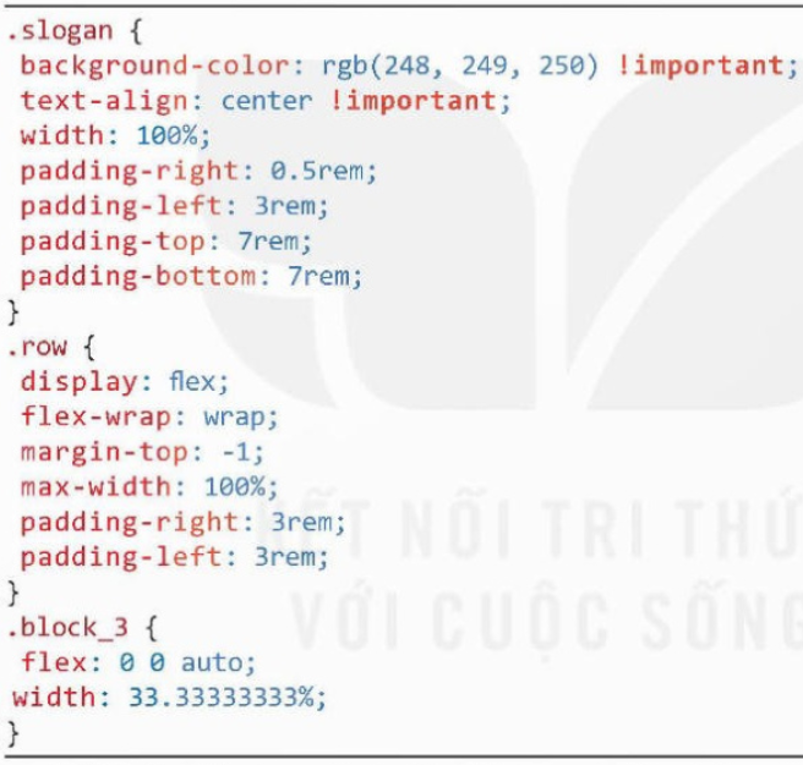 .slogan {
background-color: rgb(248, 249, 250) !important;
text-align: center !important;
width: 100%;
padding-right: 0.5rem;
padding-left: 3rem;
padding-top: 7rem;
padding-bottom: 7rem;
}
.row {
display: flex;
flex-wrap: wrap;
margin-top: -1;
max-width: 100%;
padding-right: 3rem;
padding-left: 3rem;
}
.block_3 {
flex: 0 0 auto;
width: 33.33333333%;
}
KẾT NỐI TRI THỨ
VỚI CUỘC SỐNG